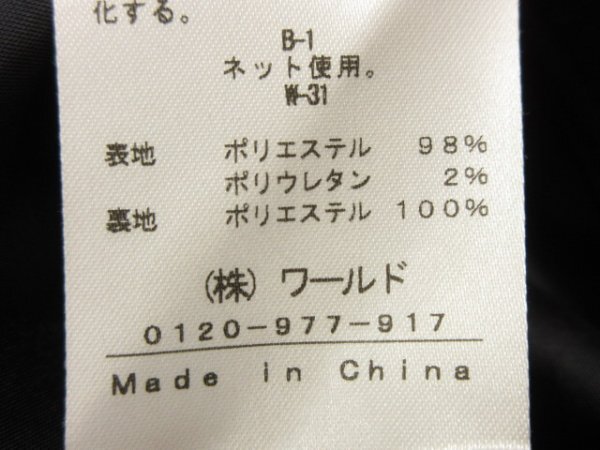 化する。
B-1
ネット使用。
W-31
表地 ポリエステル 98%
ポリウレタン 2%
裏地 ポリエステル 100%
(株) ワールド
0120-977-917
Made in China